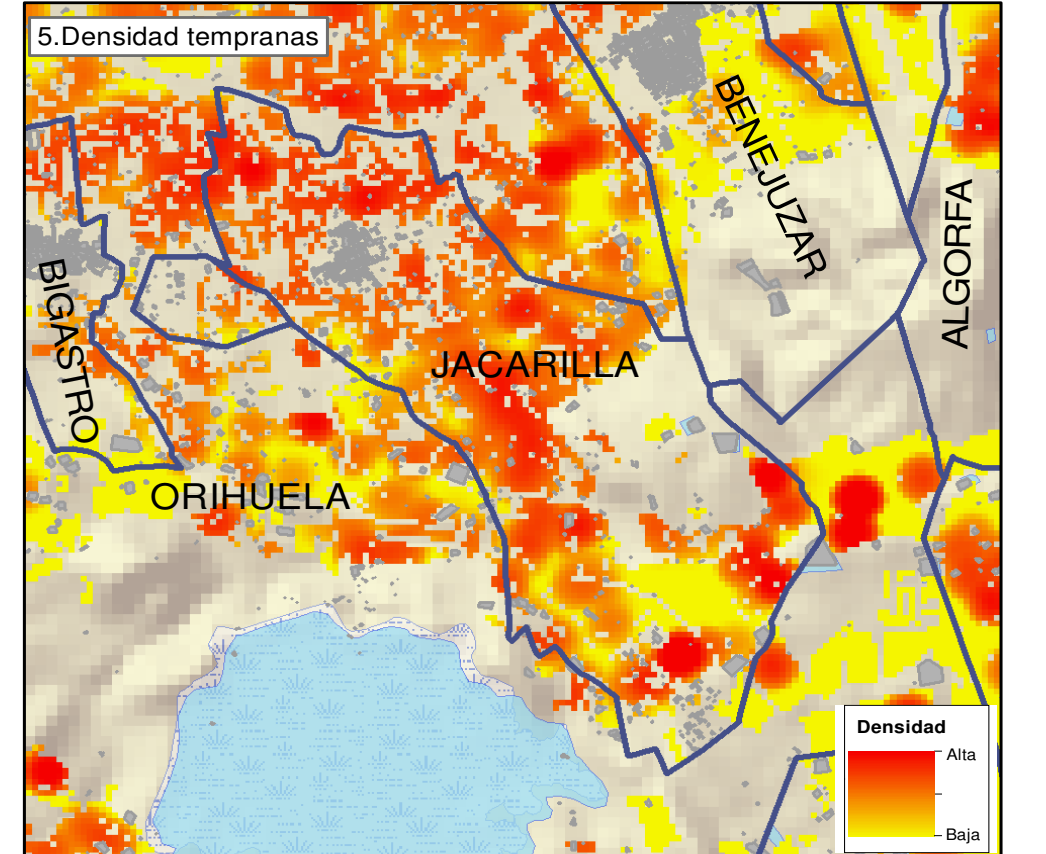 5.Densidad tempranas
BENEJUZAR
ALGORFA
BIGASTRO
JACARILLA
ORIHUELA
Densidad
Alta
Baja